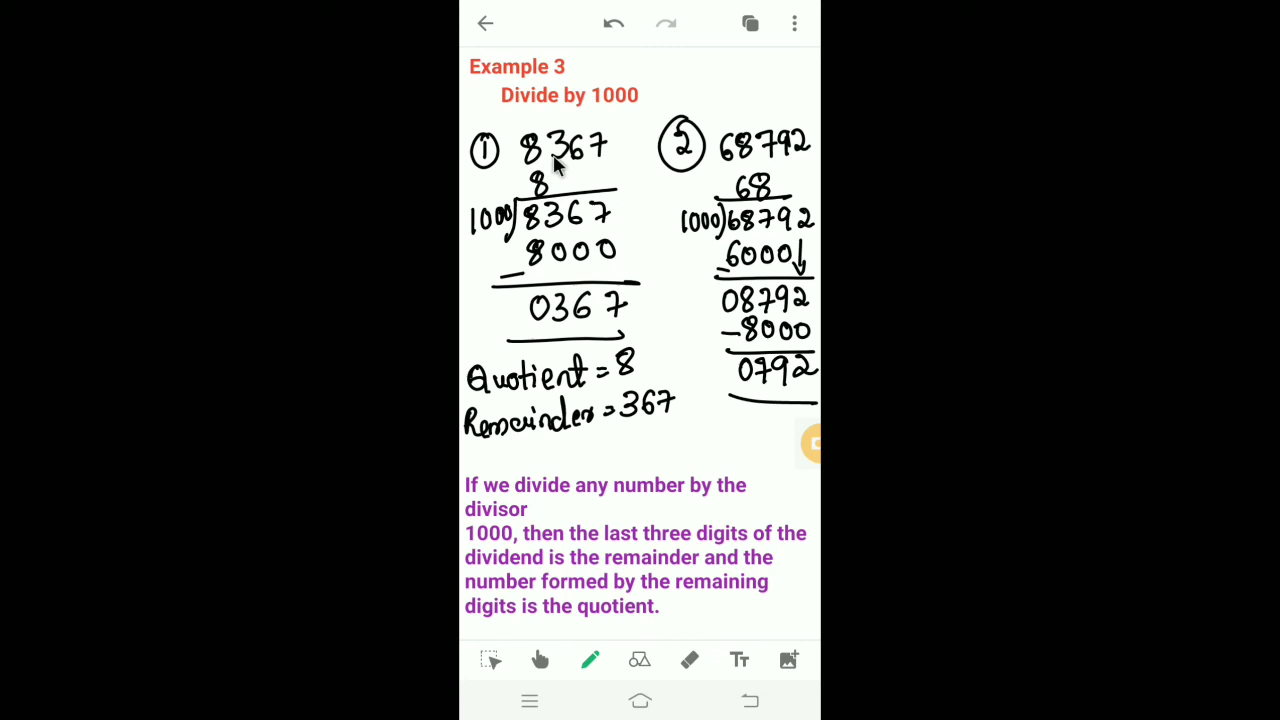 Example 3
Divide by 1000
① 8367
8
1000)8367
8000
—
0367
Quotient = 8
Remainder = 367
② 68792
68
1000)68792
6000↓
08792
-8000
0792
If we divide any number by the
divisor
1000, then the last three digits of the
dividend is the remainder and the
number formed by the remaining
digits is the quotient.
Tт